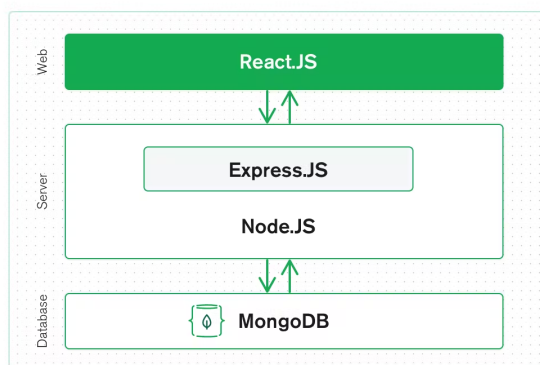 Web
React.JS
Server
Express.JS
Node.JS
Database
MongoDB